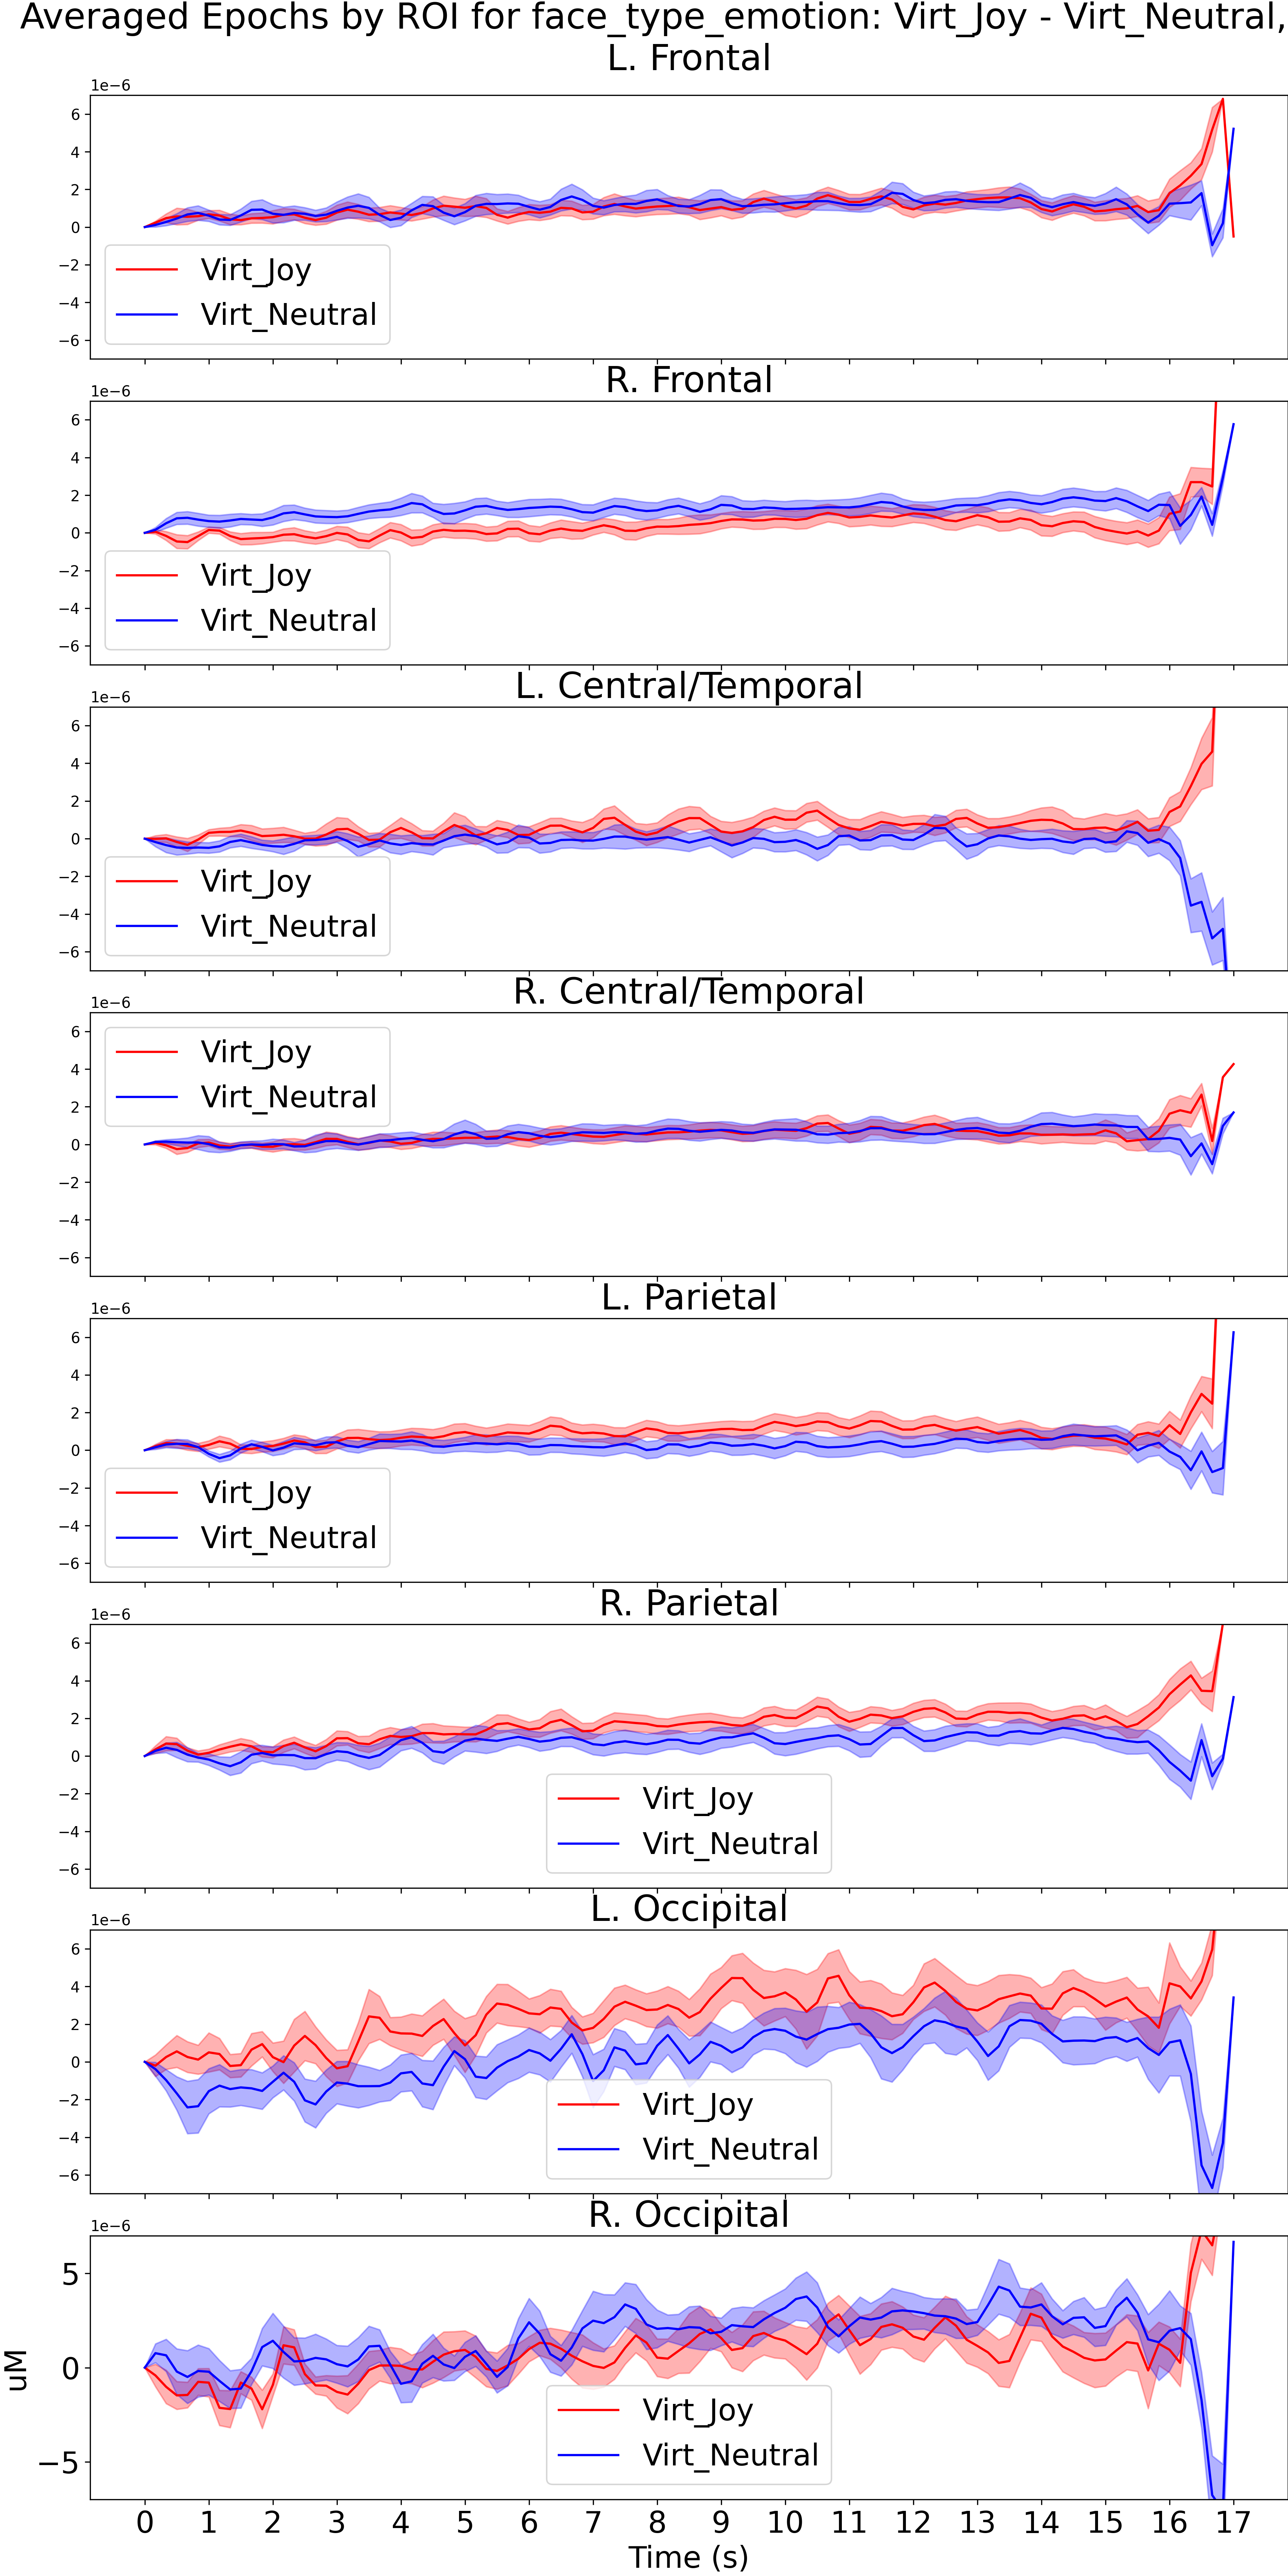 Averaged Epochs by ROI for face_type_emotion: Virt_Joy - Virt_Neutral,
L. Frontal
1e−6
6
4
2
0
−2
−4
−6
Virt_Joy
Virt_Neutral
R. Frontal
1e−6
6
4
2
0
−2
−4
−6
Virt_Joy
Virt_Neutral
L. Central/Temporal
1e−6
6
4
2
0
−2
−4
−6
Virt_Joy
Virt_Neutral
R. Central/Temporal
1e−6
6
4
2
0
−2
−4
−6
Virt_Joy
Virt_Neutral
L. Parietal
1e−6
6
4
2
0
−2
−4
−6
Virt_Joy
Virt_Neutral
R. Parietal
1e−6
6
4
2
0
−2
−4
−6
Virt_Joy
Virt_Neutral
L. Occipital
1e−6
6
4
2
0
−2
−4
−6
Virt_Joy
Virt_Neutral
R. Occipital
1e−6
5
0
−5
uM
Virt_Joy
Virt_Neutral
0 1 2 3 4 5 6 7 8 9 10 11 12 13 14 15 16 17
Time (s)